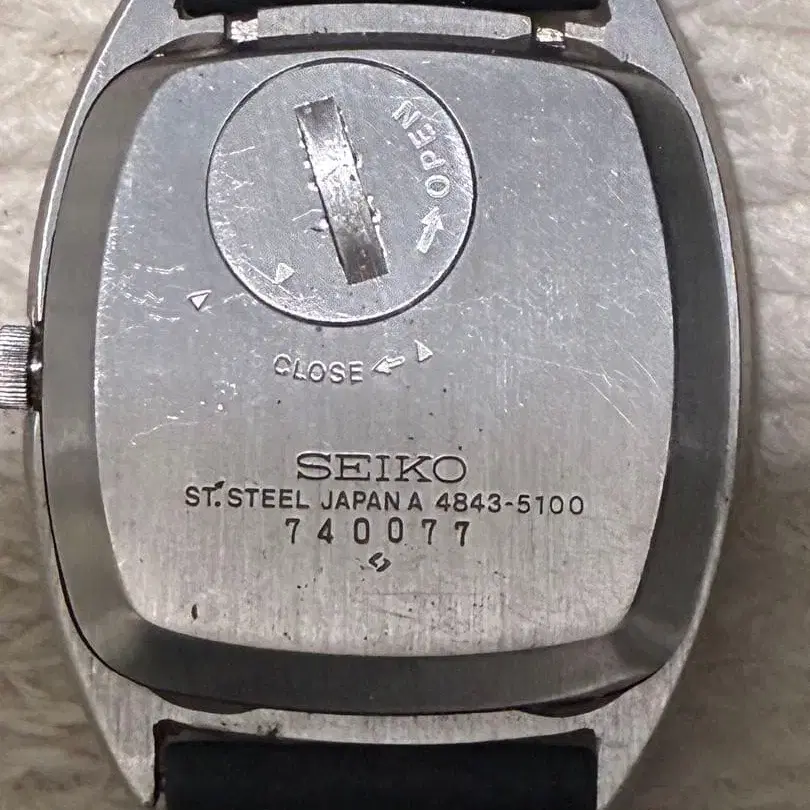 OPEN
CLOSE
SEIKO
ST. STEEL JAPAN A 4843-5100
740077